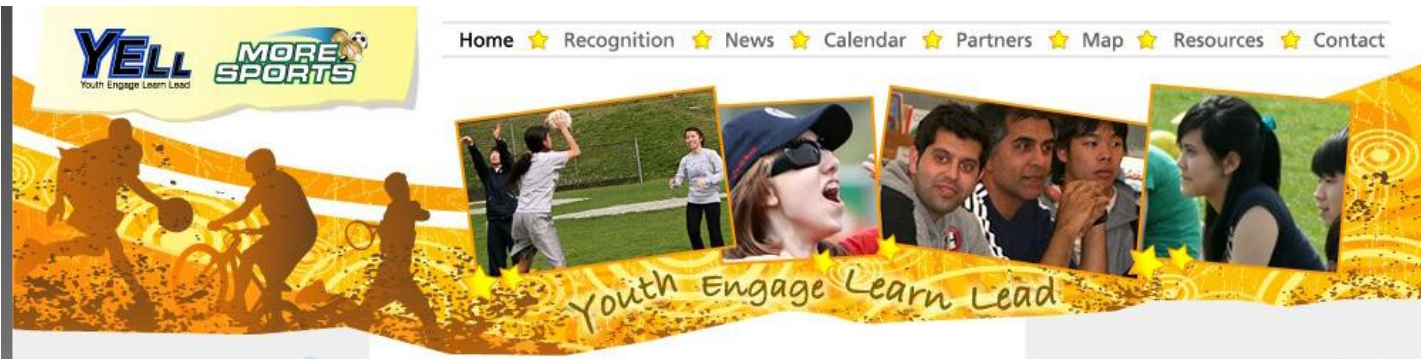 YELL
Youth Engage Learn Lead
MORE
SPORTS
Home Recognition News Calendar Partners Map Resources Contact
Youth Engage Learn Lead